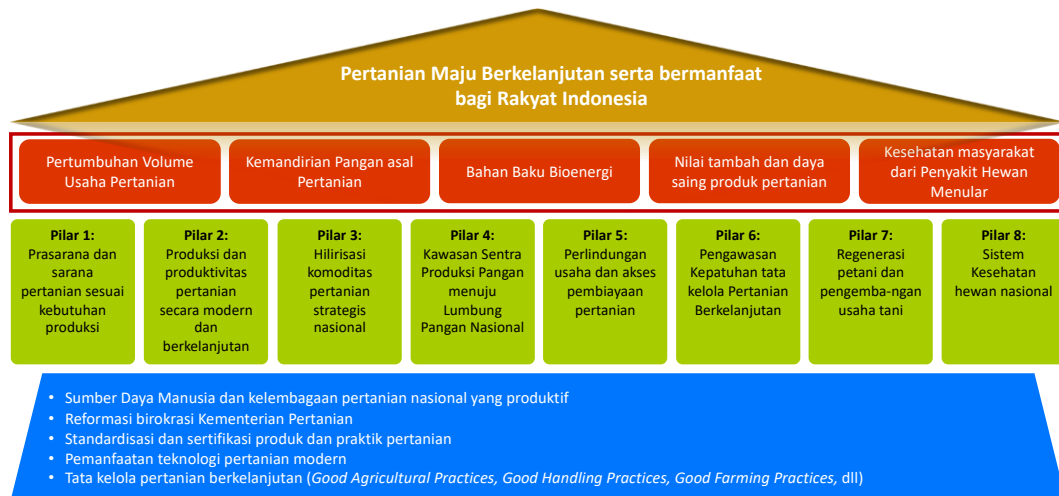 Pertanian Maju Berkelanjutan serta bermanfaat
bagi Rakyat Indonesia
Pertumbuhan Volume
Usaha Pertanian
Kemandirian Pangan asal
Pertanian
Bahan Baku Bioenergi
Nilai tambah dan daya
saing produk pertanian
Kesehatan masyarakat
dari Penyakit Hewan
Menular
Pilar 1:
Prasarana dan
sarana
pertanian sesuai
kebutuhan
produksi
Pilar 2:
Produksi dan
produktivitas
pertanian
secara modern
dan
berkelanjutan
Pilar 3:
Hilirisasi
komoditas
pertanian
strategis
nasional
Pilar 4:
Kawasan Sentra
Produksi Pangan
menuju
Lumbung
Pangan Nasional
Pilar 5:
Perlindungan
usaha dan akses
pembiayaan
pertanian
Pilar 6:
Pengawasan
Kepatuhan tata
kelola Pertanian
Berkelanjutan
Pilar 7:
Regenerasi
petani dan
pengemba-ngan
usaha tani
Pilar 8:
Sistem
Kesehatan
hewan nasional
• Sumber Daya Manusia dan kelembagaan pertanian nasional yang produktif
• Reformasi birokrasi Kementerian Pertanian
• Standardisasi dan sertifikasi produk dan praktik pertanian
• Pemanfaatan teknologi pertanian modern
• Tata kelola pertanian berkelanjutan (Good Agricultural Practices, Good Handling Practices, Good Farming Practices, dll)